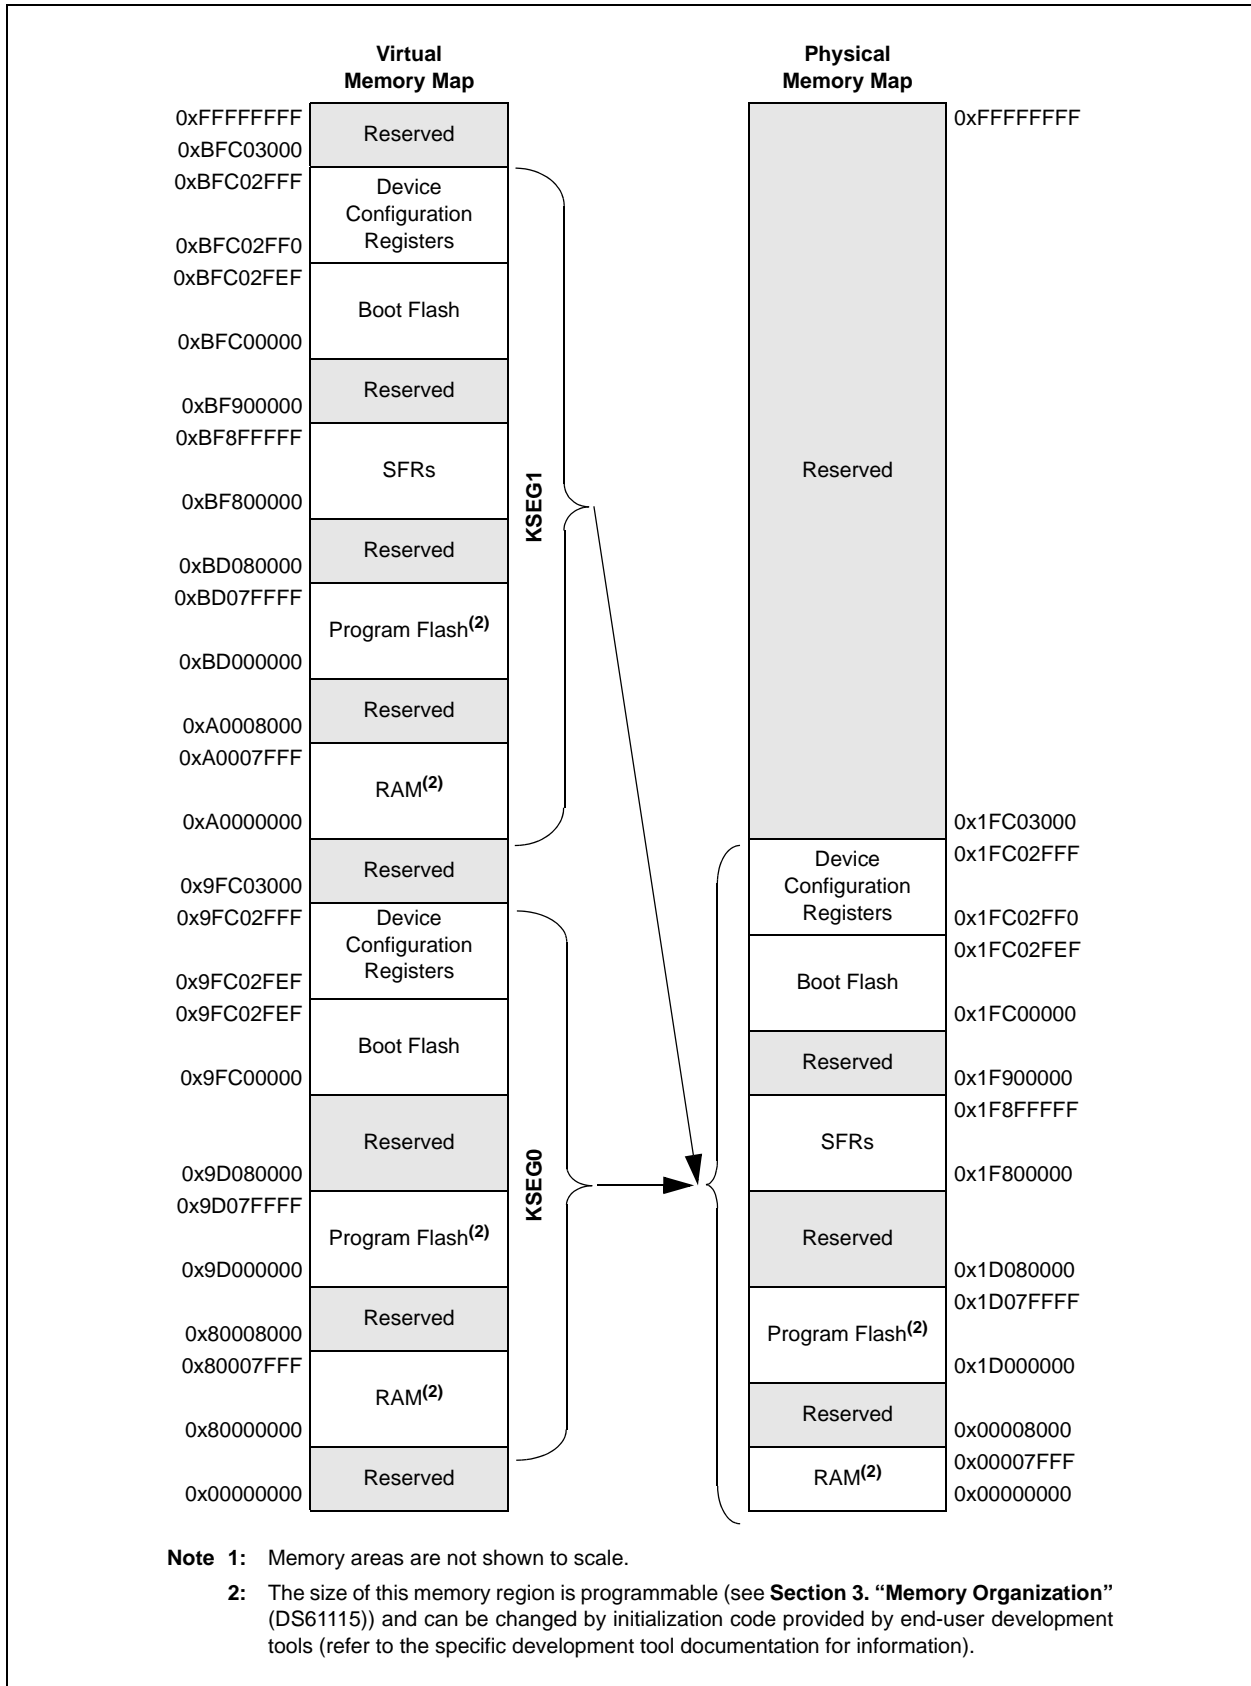 Virtual
Memory Map
0xFFFFFFFF
Reserved
0xBFC03000
0xBFC02FFF
Device
Configuration
Registers
0xBFC02FF0
0xBFC02FEF
Boot Flash
0xBFC00000
Reserved
0xBF900000
0xBF8FFFFF
SFRs
0xBF800000
Reserved
0xBD080000
0xBD07FFFF
Program Flash(2)
0xBD000000
Reserved
0xA0008000
0xA0007FFF
RAM(2)
0xA0000000
KSEG1
Reserved
0x9FC03000
0x9FC02FFF
Device
Configuration
Registers
0x9FC02FEF
0x9FC02FEF
Boot Flash
0x9FC00000
Reserved
0x9D080000
0x9D07FFFF
Program Flash(2)
0x9D000000
Reserved
0x80008000
0x80007FFF
RAM(2)
0x80000000
KSEG0
Reserved
0x00000000
Physical
Memory Map
0xFFFFFFFF
Reserved
0x1FC03000
0x1FC02FFF
Device
Configuration
Registers
0x1FC02FF0
0x1FC02FEF
Boot Flash
0x1FC00000
Reserved
0x1F900000
0x1F8FFFFF
SFRs
0x1F800000
Reserved
0x1D080000
0x1D07FFFF
Program Flash(2)
0x1D000000
Reserved
0x00008000
0x00007FFF
RAM(2)
0x00000000
Note 1: Memory areas are not shown to scale.
2: The size of this memory region is programmable (see Section 3. “Memory Organization”
(DS61115)) and can be changed by initialization code provided by end-user development
tools (refer to the specific development tool documentation for information).